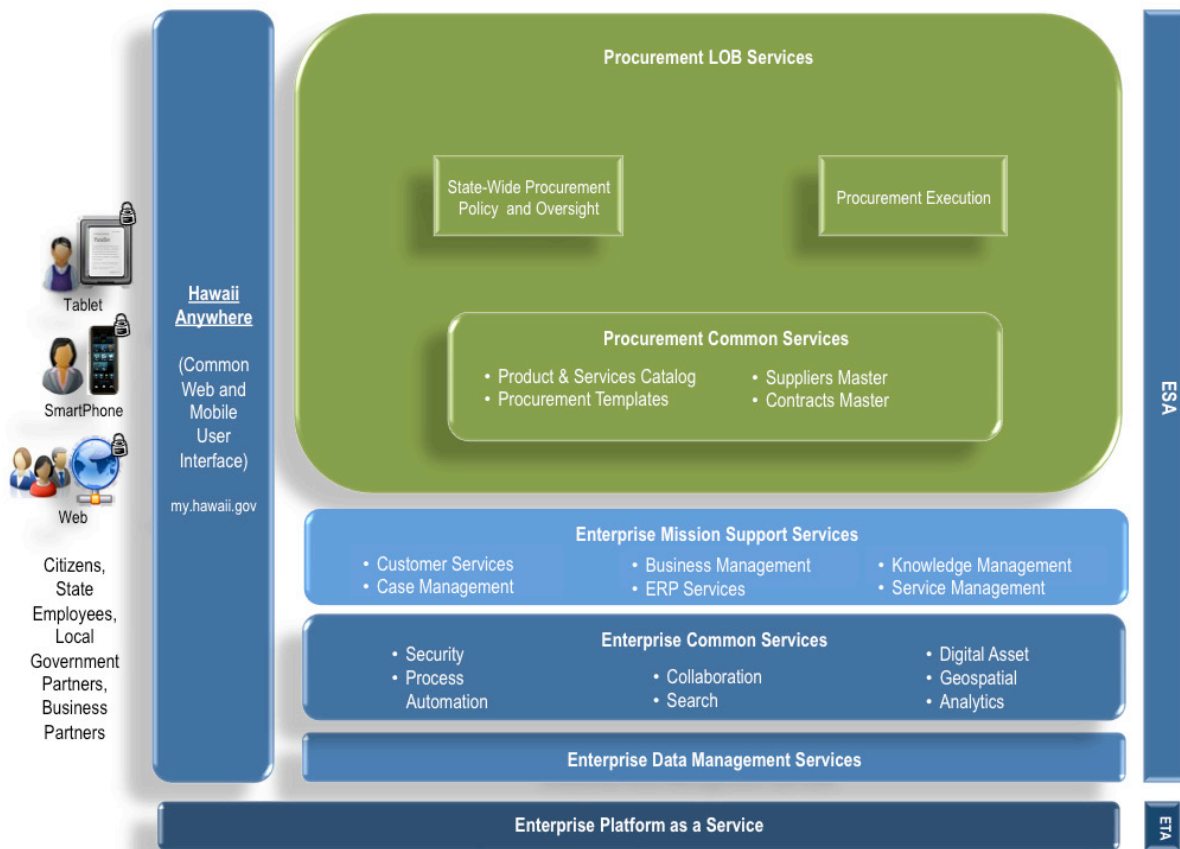 Procurement LOB Services
State-Wide Procurement
Policy and Oversight
Procurement Execution
Procurement Common Services
• Product & Services Catalog
• Procurement Templates
• Suppliers Master
• Contracts Master
Tablet
SmartPhone
Web
Citizens,
State
Employees,
Local
Government
Partners,
Business
Partners
Hawaii
Anywhere
(Common
Web and
Mobile
User
Interface)
my.hawaii.gov
Enterprise Mission Support Services
• Customer Services
• Case Management
• Business Management
• ERP Services
• Knowledge Management
• Service Management
Enterprise Common Services
• Security
• Process
Automation
• Collaboration
• Search
• Digital Asset
• Geospatial
• Analytics
Enterprise Data Management Services
Enterprise Platform as a Service
ESA
ETA